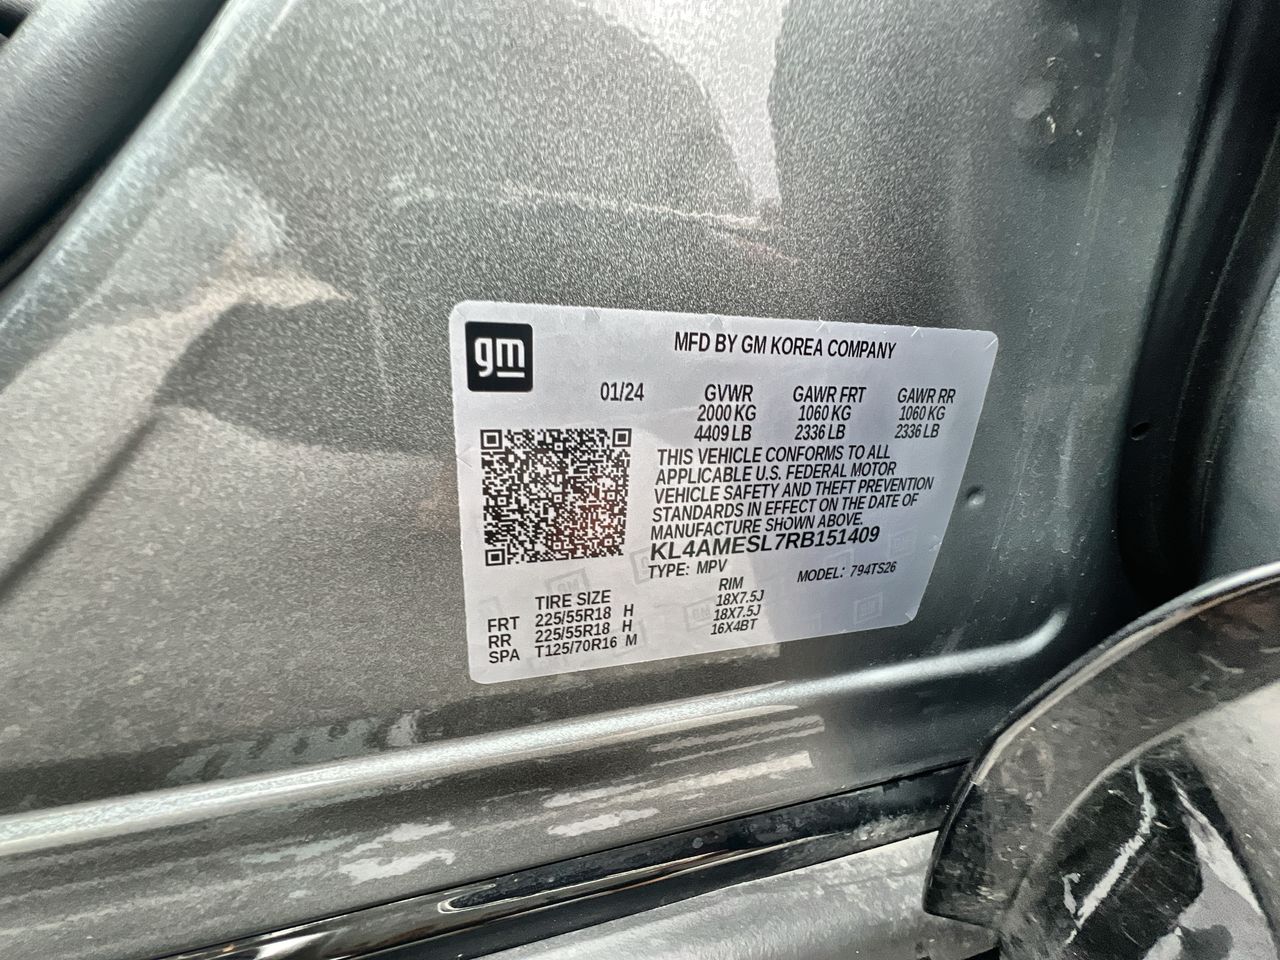 gm
MFD BY GM KOREA COMPANY
01/24 GVWR GAWR FRT GAWR RR
2000 KG 1060 KG 1060 KG
4409 LB 2336 LB 2336 LB
THIS VEHICLE CONFORMS TO ALL
APPLICABLE U.S. FEDERAL MOTOR
VEHICLE SAFETY AND THEFT PREVENTION
STANDARDS IN EFFECT ON THE DATE OF
MANUFACTURE SHOWN ABOVE.
KL4AMESL7RB151409
TYPE: MPV MODEL: 794TS26
TIRE SIZE RIM
FRT 225/55R18 H 18X7.5J
RR 225/55R18 H 18X7.5J
SPA T125/70R16 M 16X4BT